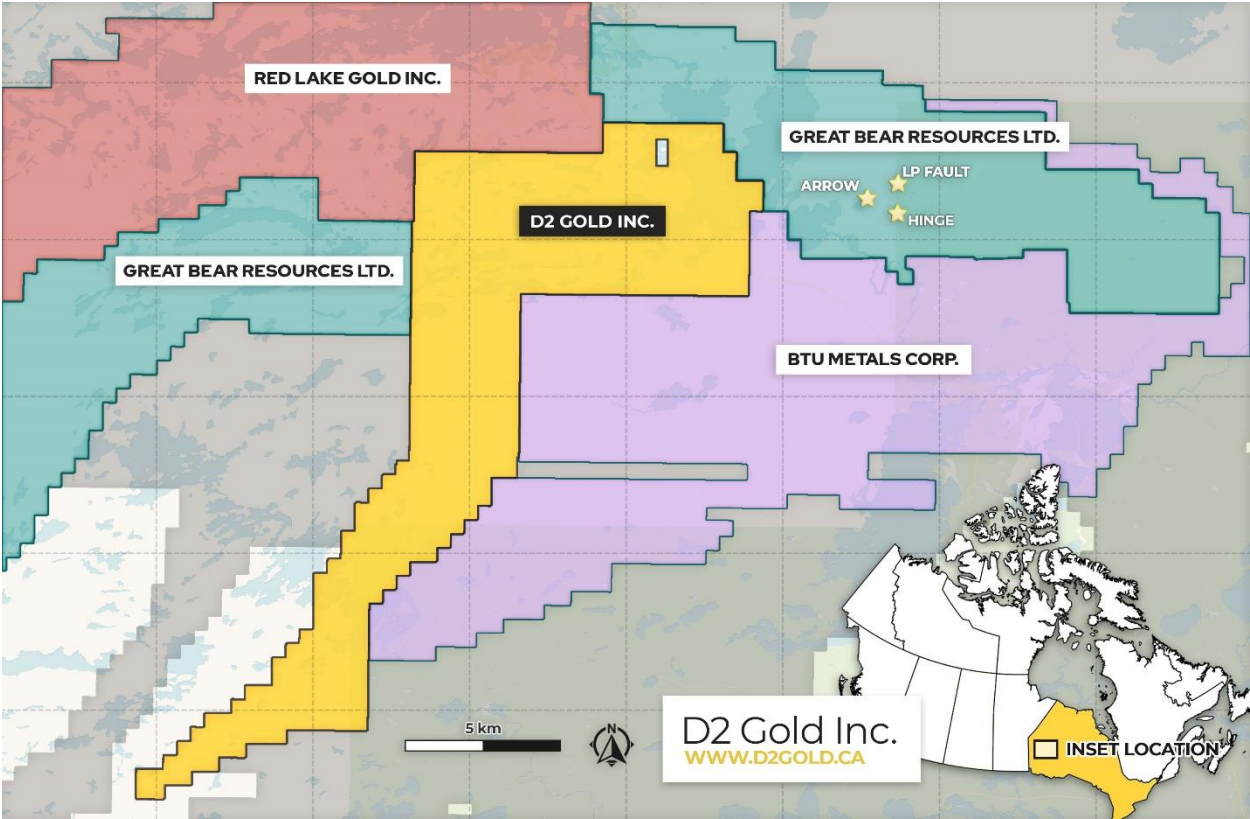 RED LAKE GOLD INC.
GREAT BEAR RESOURCES LTD.
LP FAULT
ARROW
HINGE
D2 GOLD INC.
GREAT BEAR RESOURCES LTD.
BTU METALS CORP.
5 km
N
D2 Gold Inc.
WWW.D2GOLD.CA
INSET LOCATION